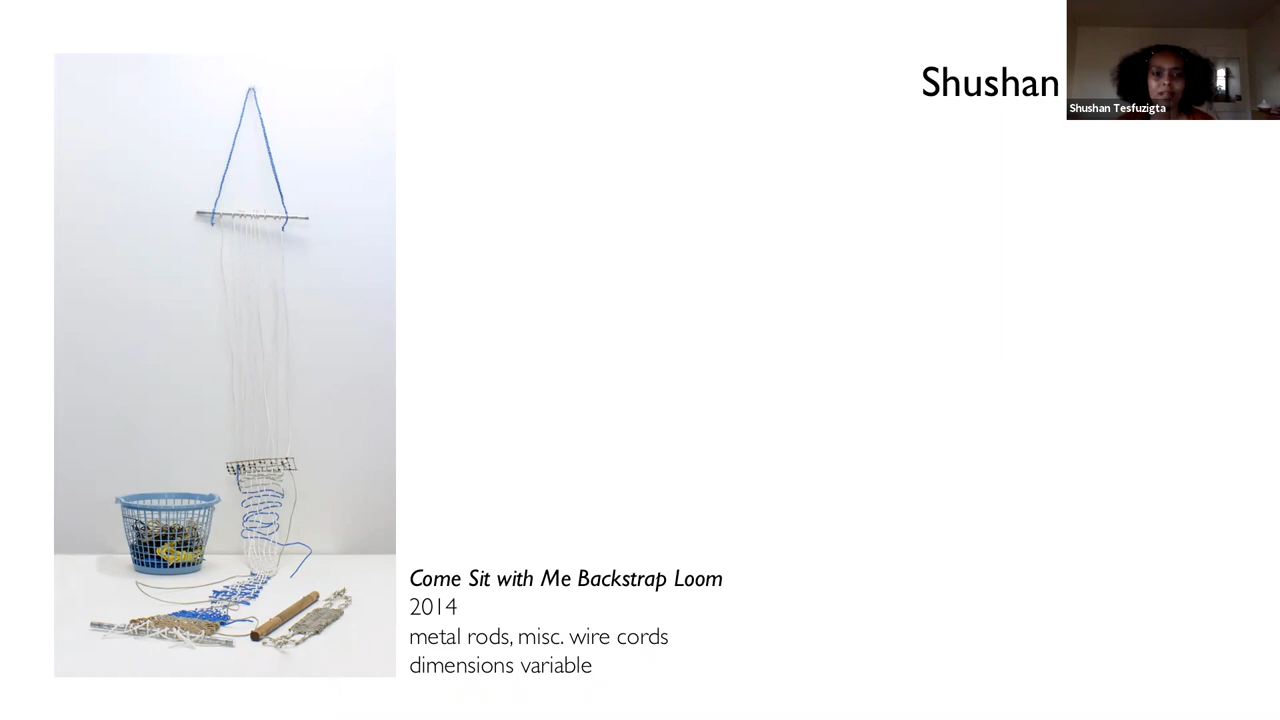 Shushan
Shushan Tesfuzigta
Come Sit with Me Backstrap Loom
2014
metal rods, misc. wire cords
dimensions variable